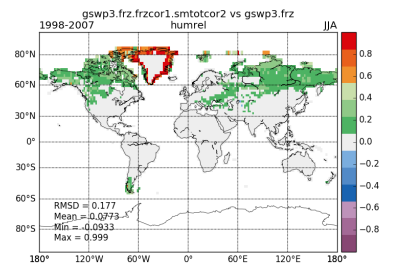 gswp3.frz.frzcor1.smtotcor2 vs gswp3.frz
1998-2007 humrel JJA
80°N
60°N
30°N
0°
30°S
60°S
80°S
180° 120°W 60°W 0° 60°E 120°E 180°
0.8
0.6
0.4
0.2
0.0
−0.2
−0.4
−0.6
−0.8
RMSD = 0.177
Mean = 0.0773
Min = -0.0933
Max = 0.999